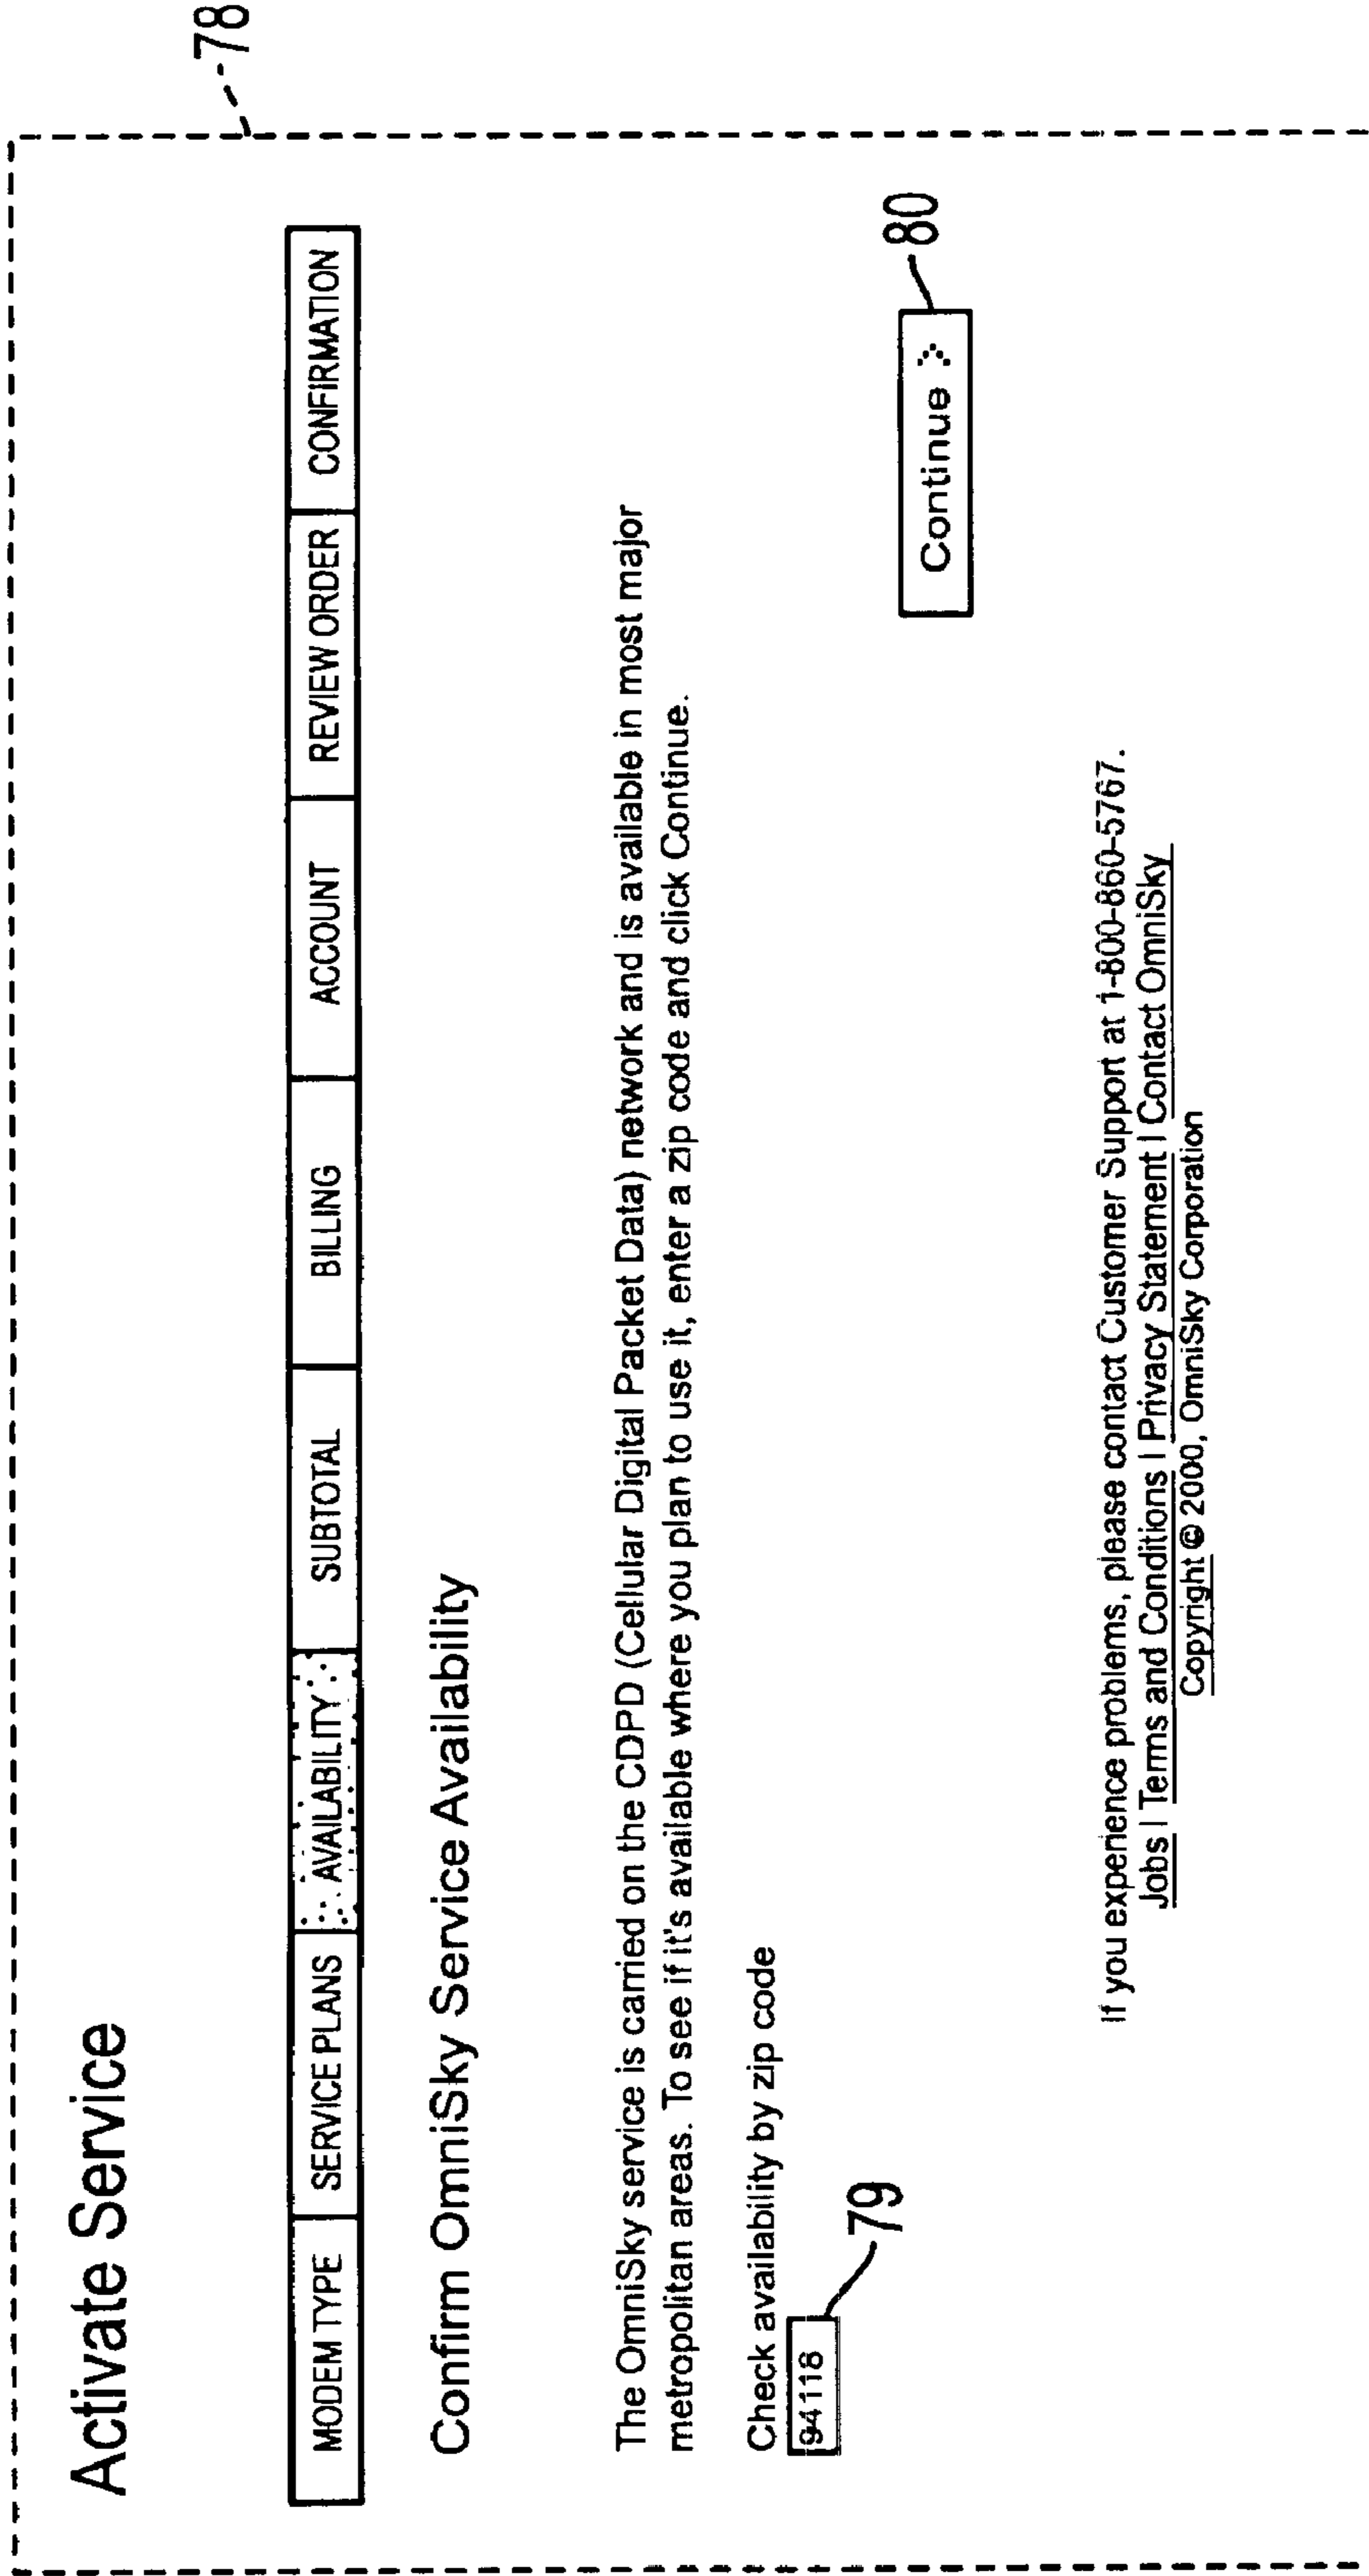 78
Activate Service
MODEM TYPE SERVICE PLANS AVAILABILITY SUBTOTAL BILLING ACCOUNT REVIEW ORDER CONFIRMATION
Confirm OmniSky Service Availability
The OmniSky service is carried on the CDPD (Cellular Digital Packet Data) network and is available in most major
metropolitan areas. To see if it's available where you plan to use it, enter a zip code and click Continue.
Check availability by zip code
94118
79
Continue >
80
If you experience problems, please contact Customer Support at 1-800-860-5767.
Jobs | Terms and Conditions | Privacy Statement | Contact OmniSky
Copyright © 2000, OmniSky Corporation